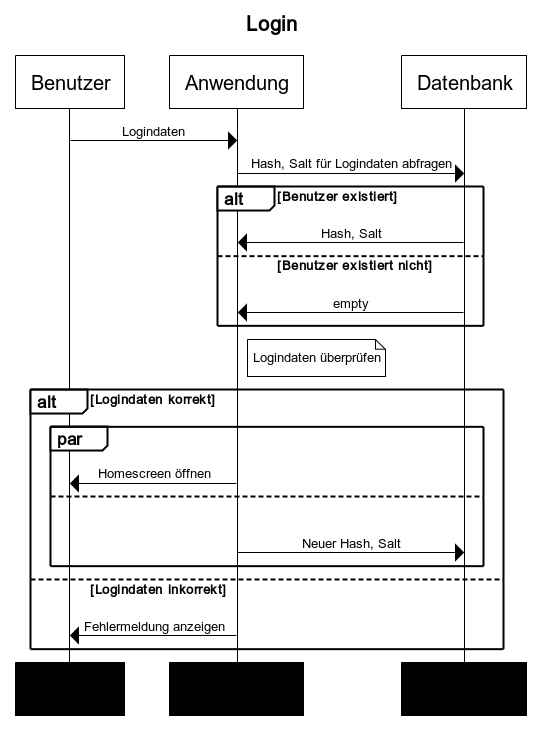 Login
Benutzer
Anwendung
Datenbank
Logindaten
Hash, Salt für Logindaten abfragen
alt
[Benutzer existiert]
Hash, Salt
[Benutzer existiert nicht]
empty
Logindaten überprüfen
alt
[Logindaten korrekt]
par
Homescreen öffnen
Neuer Hash, Salt
[Logindaten inkorrekt]
Fehlermeldung anzeigen